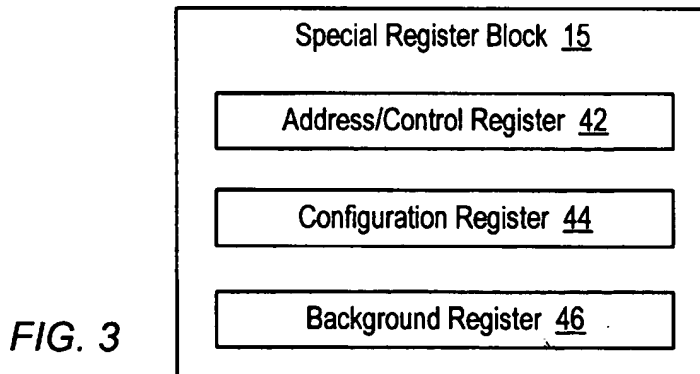 Special Register Block 15
Address/Control Register 42
Configuration Register 44
Background Register 46
FIG. 3